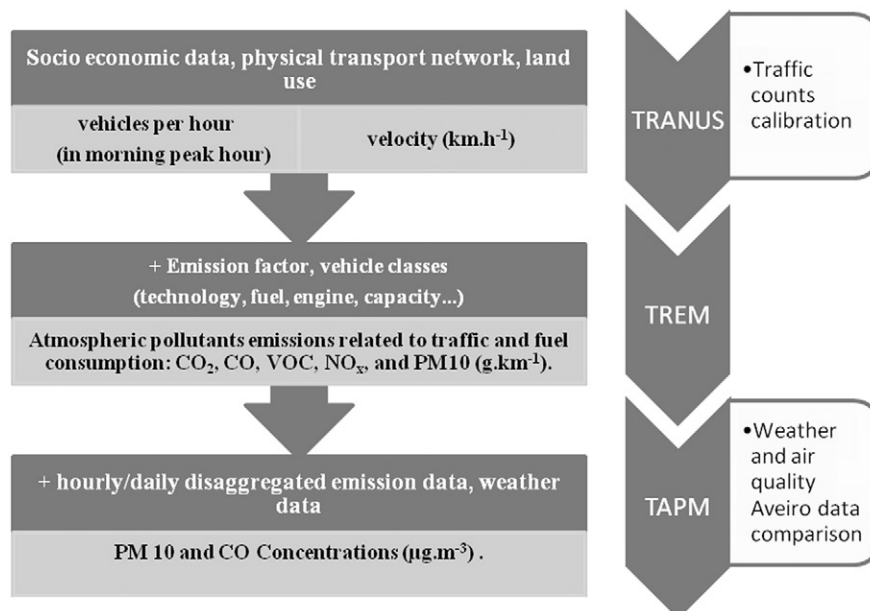 Socio economic data, physical transport network, land
use
vehicles per hour
(in morning peak hour)
velocity (km.h⁻¹)
TRANUS
•Traffic
counts
calibration
+ Emission factor, vehicle classes
(technology, fuel, engine, capacity...)
Atmospheric pollutants emissions related to traffic and fuel
consumption: CO₂, CO, VOC, NOₓ, and PM10 (g.km⁻¹).
TREM
+ hourly/daily disaggregated emission data, weather
data
PM 10 and CO Concentrations (µg.m⁻³) .
TAPM
•Weather
and air
quality
Aveiro data
comparison